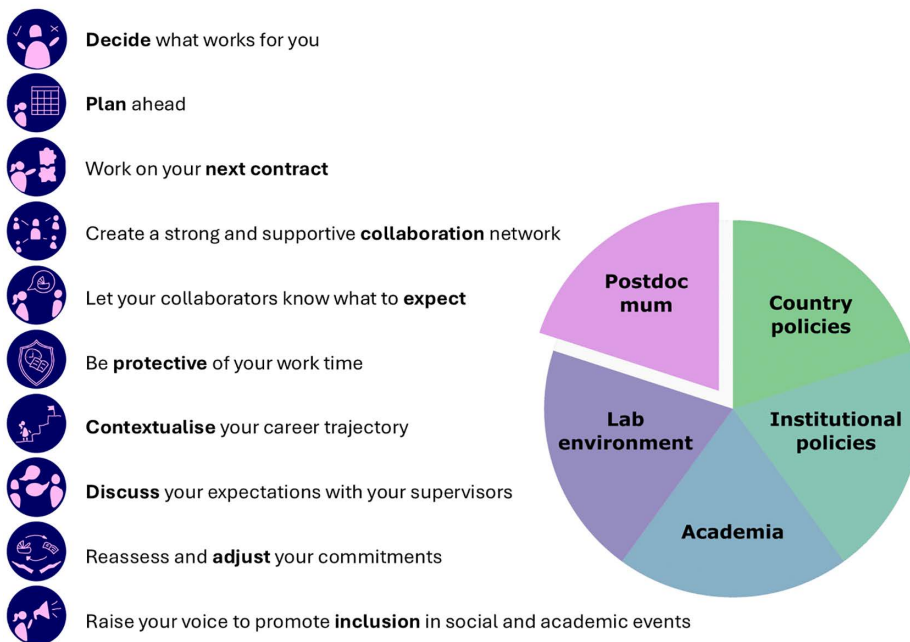 Decide what works for you
Plan ahead
Work on your next contract
Create a strong and supportive collaboration network
Let your collaborators know what to expect
Be protective of your work time
Contextualise your career trajectory
Discuss your expectations with your supervisors
Reassess and adjust your commitments
Raise your voice to promote inclusion in social and academic events
Postdoc
mum
Country
policies
Lab
environment
Institutional
policies
Academia